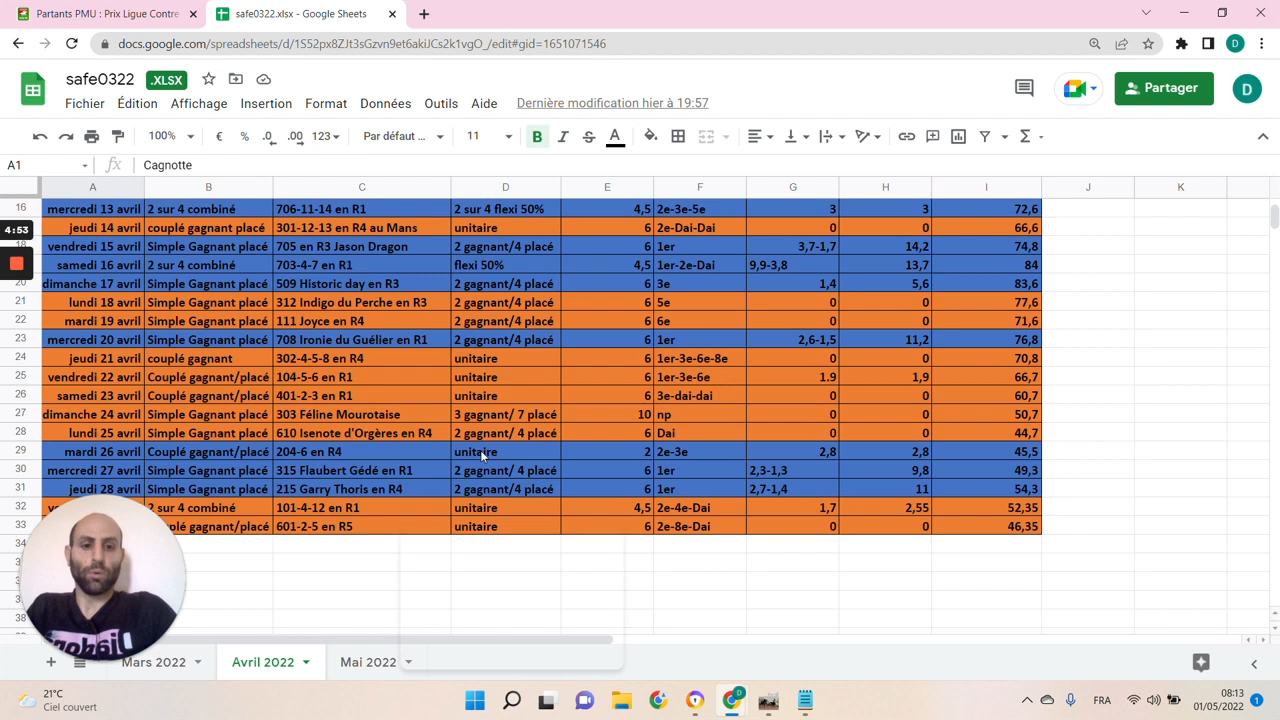 Partants PMU : Prix Ligue Contre
safe0322.xlsx - Google Sheets
docs.google.com/spreadsheets/d/1S52px8ZJt3sGzvn9et6akiJCs2k1vgO_/edit#gid=1651071546
safe0322 .XLSX
Fichier Édition Affichage Insertion Format Données Outils Aide Dernière modification hier à 19:57
Partager
D
100% € % .0 .00 123 Par défaut ... 11 B I S A
A1 fx Cagnotte
A B C D E F G H I J K
16 mercredi 13 avril 2 sur 4 combiné 706-11-14 en R1 2 sur 4 flexi 50% 4,5 2e-3e-5e 3 3 72,6
jeudi 14 avril couplé gagnant placé 301-12-13 en R4 au Mans unitaire 6 2e-Dai-Dai 0 0 66,6
18 vendredi 15 avril Simple Gagnant placé 705 en R3 Jason Dragon 2 gagnant/4 placé 6 1er 3,7-1,7 14,2 74,8
samedi 16 avril 2 sur 4 combiné 703-4-7 en R1 flexi 50% 4,5 1er-2e-Dai 9,9-3,8 13,7 84
20 dimanche 17 avril Simple Gagnant placé 509 Historic day en R3 2 gagnant/4 placé 6 3e 1,4 5,6 83,6
21 lundi 18 avril Simple Gagnant placé 312 Indigo du Perche en R3 2 gagnant/4 placé 6 5e 0 0 77,6
22 mardi 19 avril Simple Gagnant placé 111 Joyce en R4 2 gagnant/4 placé 6 6e 0 0 71,6
23 mercredi 20 avril Simple Gagnant placé 708 Ironie du Guélier en R1 2 gagnant/4 placé 6 1er 2,6-1,5 11,2 76,8
24 jeudi 21 avril couplé gagnant 302-4-5-8 en R4 unitaire 6 1er-3e-6e-8e 0 0 70,8
25 vendredi 22 avril Couplé gagnant/placé 104-5-6 en R1 unitaire 6 1er-3e-6e 1.9 1,9 66,7
26 samedi 23 avril Couplé gagnant/placé 401-2-3 en R1 unitaire 6 3e-dai-dai 0 0 60,7
27 dimanche 24 avril Simple Gagnant placé 303 Féline Mourotaise 3 gagnant/ 7 placé 10 np 0 0 50,7
28 lundi 25 avril Simple Gagnant placé 610 Isenote d'Orgères en R4 2 gagnant/ 4 placé 6 Dai 0 0 44,7
29 mardi 26 avril Couplé gagnant/placé 204-6 en R4 unitaire 2 2e-3e 2,8 2,8 45,5
30 mercredi 27 avril Simple Gagnant placé 315 Flaubert Gédé en R1 2 gagnant/ 4 placé 6 1er 2,3-1,3 9,8 49,3
31 jeudi 28 avril Simple Gagnant placé 215 Garry Thoris en R4 2 gagnant/ 4 placé 6 1er 2,7-1,4 11 54,3
32 2 sur 4 combiné 101-4-12 en R1 unitaire 4,5 2e-4e-Dai 1,7 2,55 52,35
33 gagnant/placé 601-2-5 en R5 unitaire 6 2e-8e-Dai 0 0 46,35
34
37
38
4:53
Mars 2022 Avril 2022 Mai 2022
21°C
Ciel couvert
FRA
08:13
01/05/2022
1